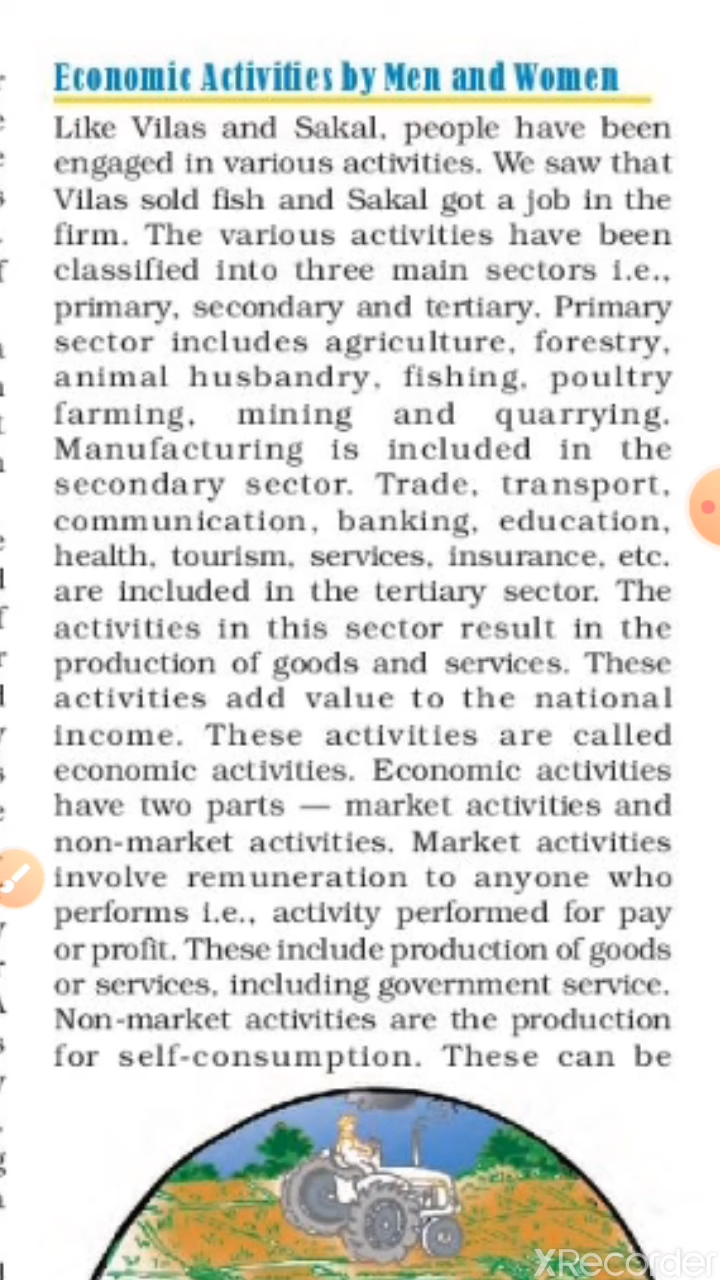 Economic Activities by Men and Women
Like Vilas and Sakal, people have been
engaged in various activities. We saw that
Vilas sold fish and Sakal got a job in the
firm. The various activities have been
classified into three main sectors i.e.,
primary, secondary and tertiary. Primary
sector includes agriculture, forestry,
animal husbandry, fishing, poultry
farming, mining and quarrying.
Manufacturing is included in the
secondary sector. Trade, transport,
communication, banking, education,
health, tourism, services, insurance, etc.
are included in the tertiary sector. The
activities in this sector result in the
production of goods and services. These
activities add value to the national
income. These activities are called
economic activities. Economic activities
have two parts — market activities and
non-market activities. Market activities
involve remuneration to anyone who
performs i.e., activity performed for pay
or profit. These include production of goods
or services, including government service.
Non-market activities are the production
for self-consumption. These can be
XRecorder